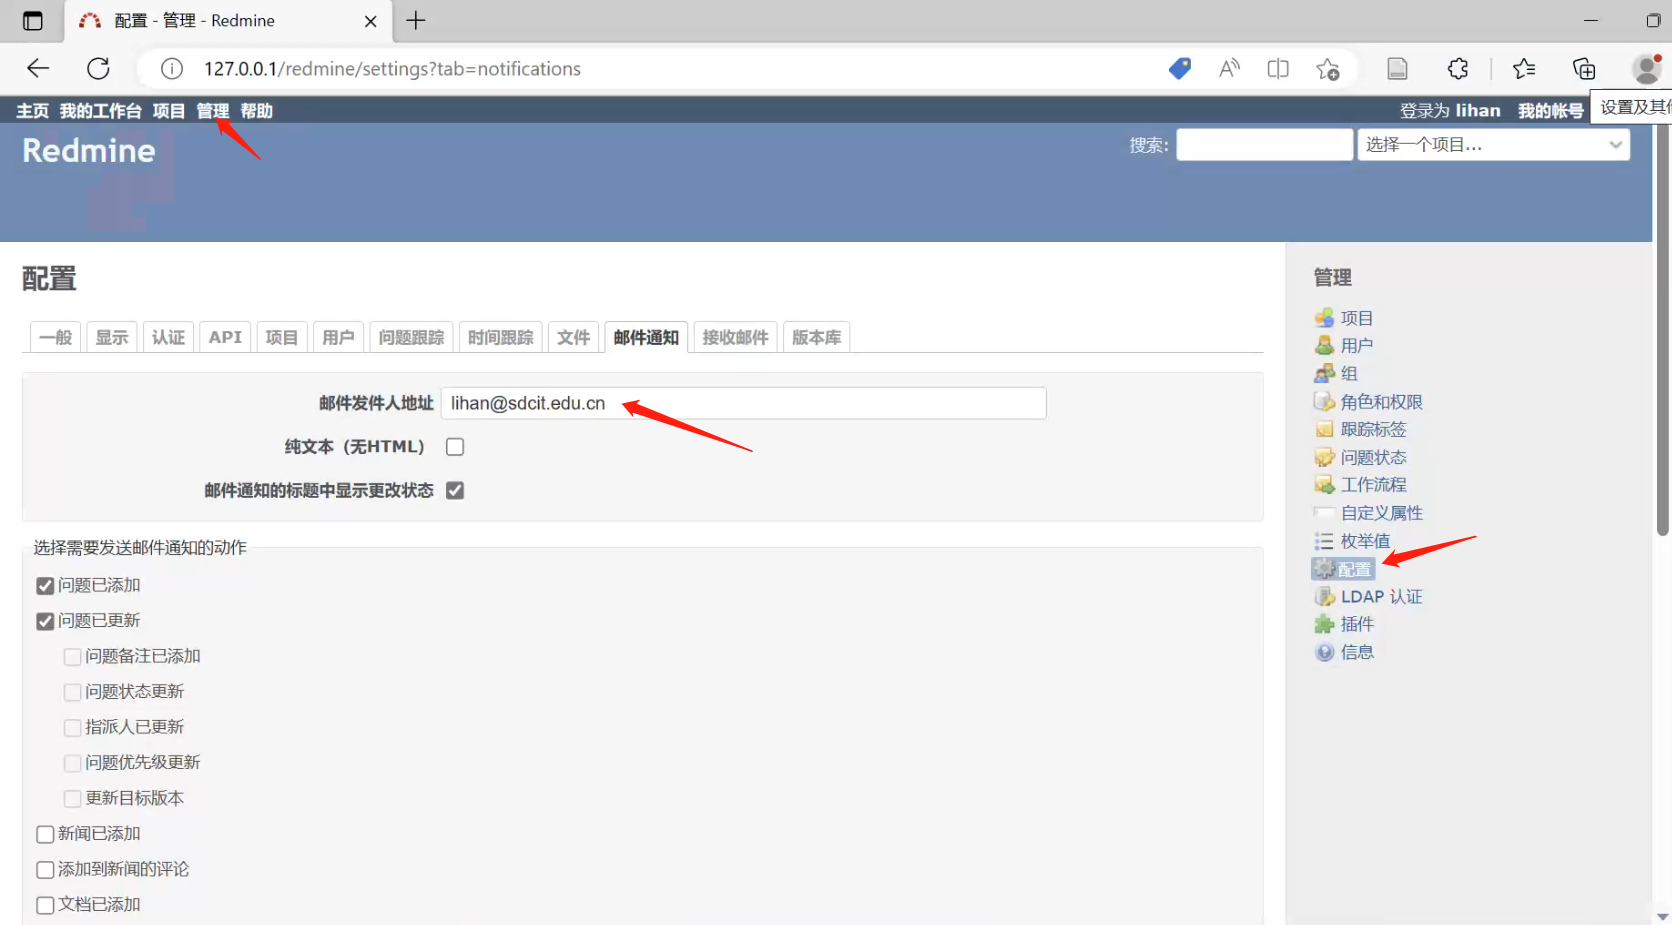 配置 - 管理 - Redmine
127.0.0.1/redmine/settings?tab=notifications
主页 我的工作台 项目 管理 帮助
登录为 lihan 我的帐号
设置及其他
Redmine
搜索:
选择一个项目...
配置
一般 显示 认证 API 项目 用户 问题跟踪 时间跟踪 文件 邮件通知 接收邮件 版本库
邮件发件人地址 lihan@sdcit.edu.cn
纯文本（无HTML）
邮件通知的标题中显示更改状态
选择需要发送邮件通知的动作
问题已添加
问题已更新
问题备注已添加
问题状态更新
指派人已更新
问题优先级更新
更新目标版本
新闻已添加
添加到新闻的评论
文档已添加
管理
项目
用户
组
角色和权限
跟踪标签
问题状态
工作流程
自定义属性
枚举值
配置
LDAP 认证
插件
信息